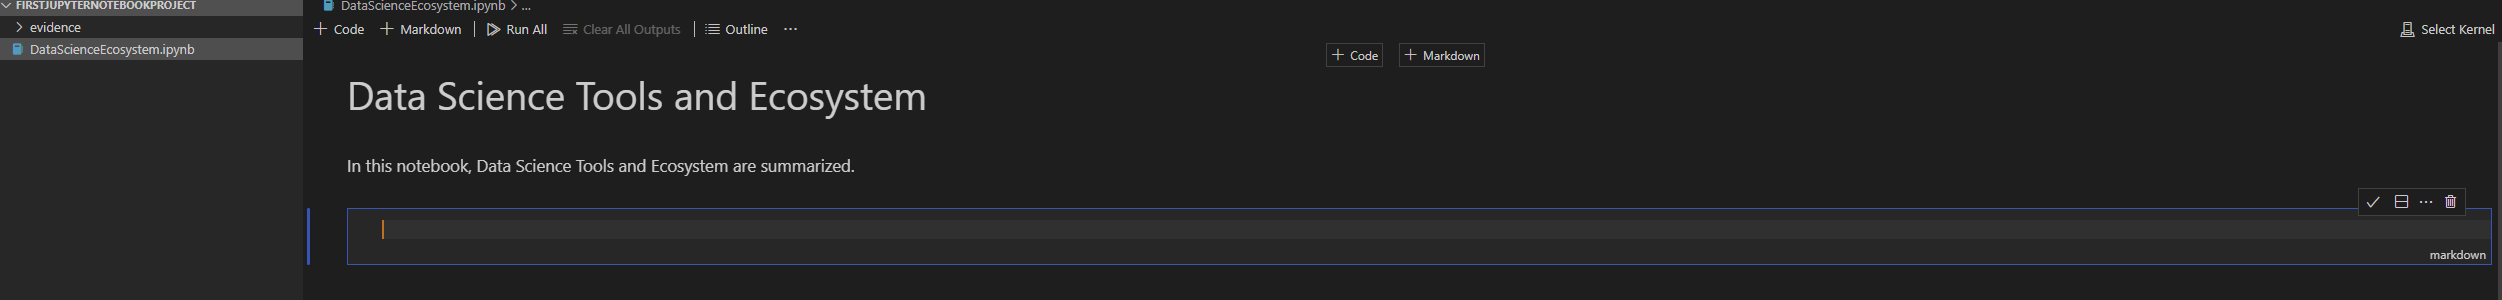 FIRSTJUPYTERNOTEBOOKPROJECT
evidence
DataScienceEcosystem.ipynb
DataScienceEcosystem.ipynb > ...
Code Markdown Run All Clear All Outputs Outline ... Select Kernel
Code Markdown
Data Science Tools and Ecosystem
In this notebook, Data Science Tools and Ecosystem are summarized.
markdown